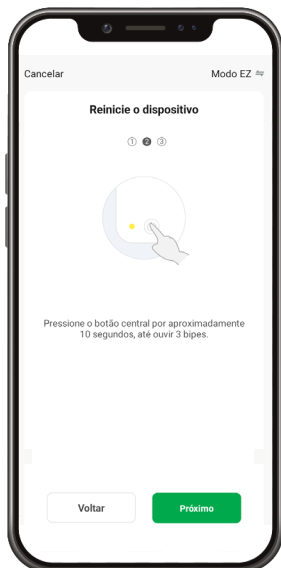 Cancelar Modo EZ ⇋
Reinicie o dispositivo
① ❷ ③
Pressione o botão central por aproximadamente
10 segundos, até ouvir 3 bipes.
Voltar Próximo